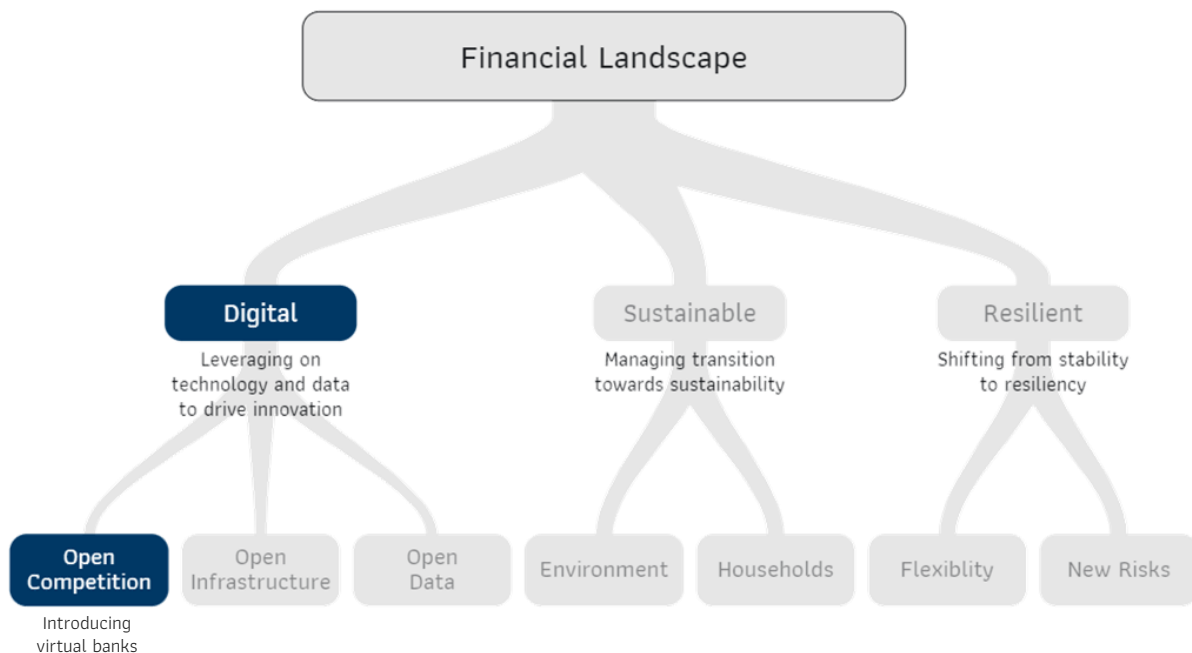 Financial Landscape
Digital
Leveraging on
technology and data
to drive innovation
Sustainable
Managing transition
towards sustainability
Resilient
Shifting from stability
to resiliency
Open
Competition
Introducing
virtual banks
Open
Infrastructure
Open
Data
Environment
Households
Flexiblity
New Risks